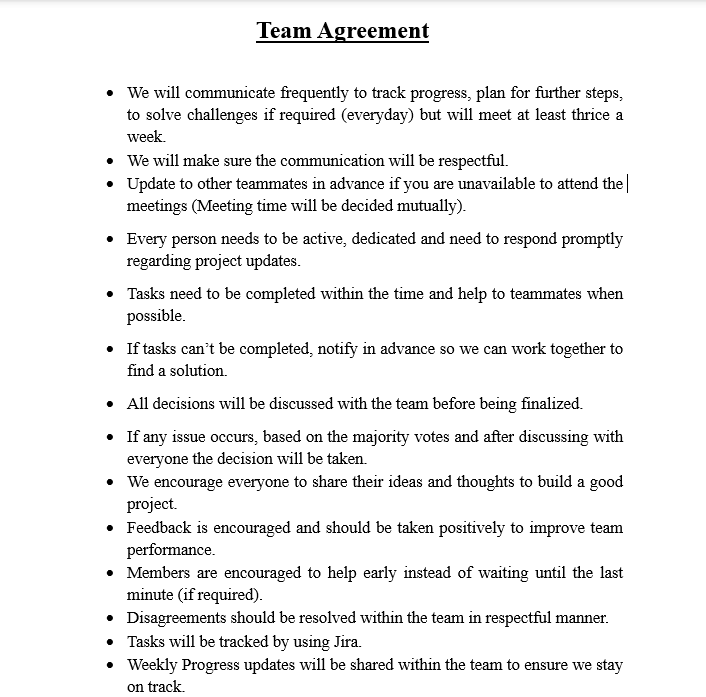 Team Agreement
• We will communicate frequently to track progress, plan for further steps,
to solve challenges if required (everyday) but will meet at least thrice a
week.
• We will make sure the communication will be respectful.
• Update to other teammates in advance if you are unavailable to attend the
meetings (Meeting time will be decided mutually).
• Every person needs to be active, dedicated and need to respond promptly
regarding project updates.
• Tasks need to be completed within the time and help to teammates when
possible.
• If tasks can’t be completed, notify in advance so we can work together to
find a solution.
• All decisions will be discussed with the team before being finalized.
• If any issue occurs, based on the majority votes and after discussing with
everyone the decision will be taken.
• We encourage everyone to share their ideas and thoughts to build a good
project.
• Feedback is encouraged and should be taken positively to improve team
performance.
• Members are encouraged to help early instead of waiting until the last
minute (if required).
• Disagreements should be resolved within the team in respectful manner.
• Tasks will be tracked by using Jira.
• Weekly Progress updates will be shared within the team to ensure we stay
on track.